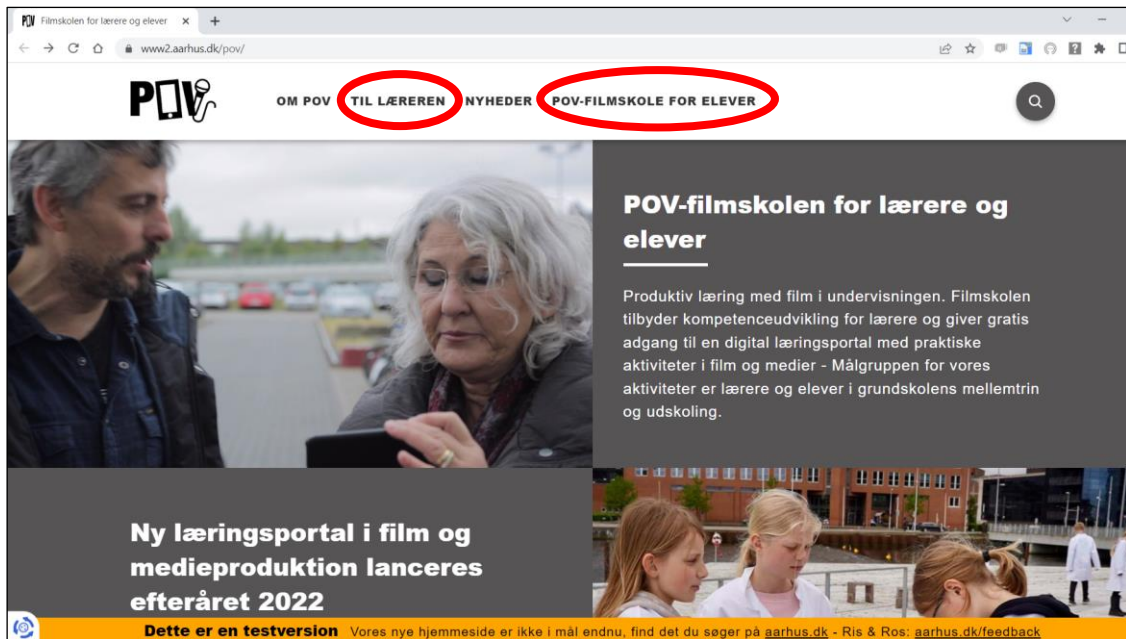 POV Filmskolen for lærere og elever
www2.aarhus.dk/pov/
POV
OM POV TIL LÆREREN NYHEDER POV-FILMSKOLE FOR ELEVER
POV-filmskolen for lærere og
elever
Produktiv læring med film i undervisningen. Filmskolen
tilbyder kompetenceudvikling for lærere og giver gratis
adgang til en digital læringsportal med praktiske
aktiviteter i film og medier - Målgruppen for vores
aktiviteter er lærere og elever i grundskolens mellemtrin
og udskoling.
Ny læringsportal i film og
medieproduktion lanceres
efteråret 2022
Dette er en testversion Vores nye hjemmeside er ikke i mål endnu, find det du søger på aarhus.dk - Ris & Ros: aarhus.dk/feedback